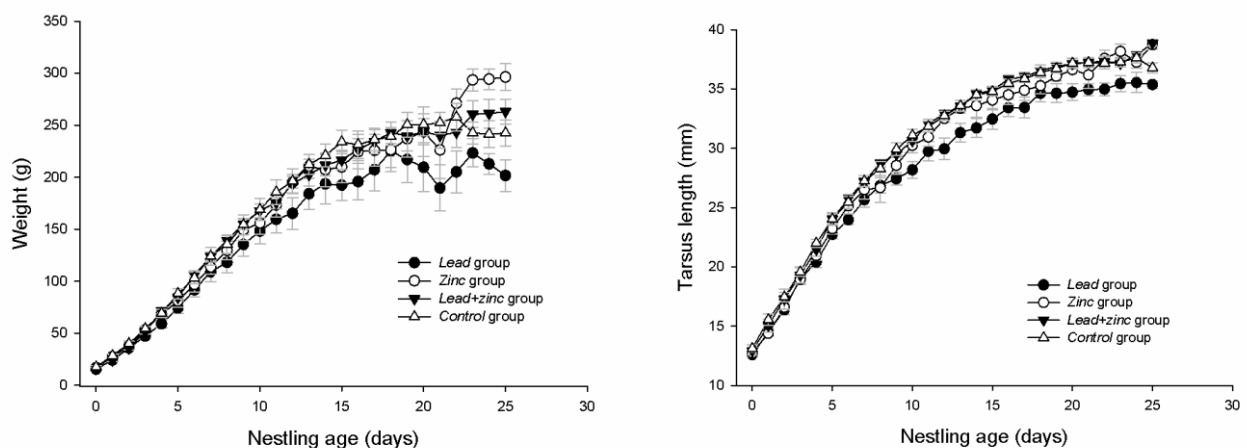 350
300
250
200
150
100
50
0
Weight (g)
Lead group
Zinc group
Lead+zinc group
Control group
0 5 10 15 20 25 30
Nestling age (days)
40
35
30
25
20
15
10
Tarsus length (mm)
Lead group
Zinc group
Lead+zinc group
Control group
0 5 10 15 20 25 30
Nestling age (days)